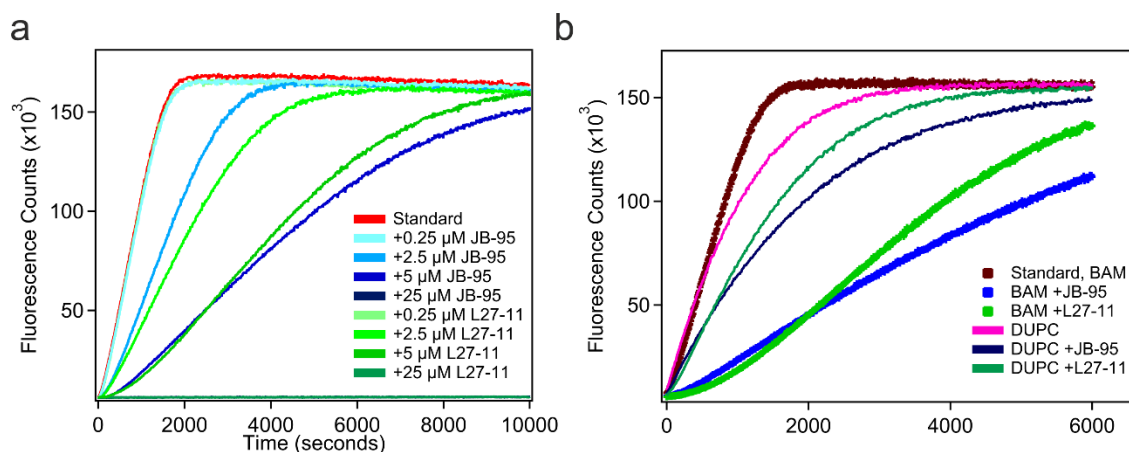 a
Fluorescence Counts (x10³)
150
100
50
0
2000
4000
6000
8000
10000
Time (seconds)
Standard
+0.25 µM JB-95
+2.5 µM JB-95
+5 µM JB-95
+25 µM JB-95
+0.25 µM L27-11
+2.5 µM L27-11
+5 µM L27-11
+25 µM L27-11
b
Fluorescence Counts (x10³)
150
100
50
0
2000
4000
6000
Standard, BAM
BAM +JB-95
BAM +L27-11
DUPC
DUPC +JB-95
DUPC +L27-11